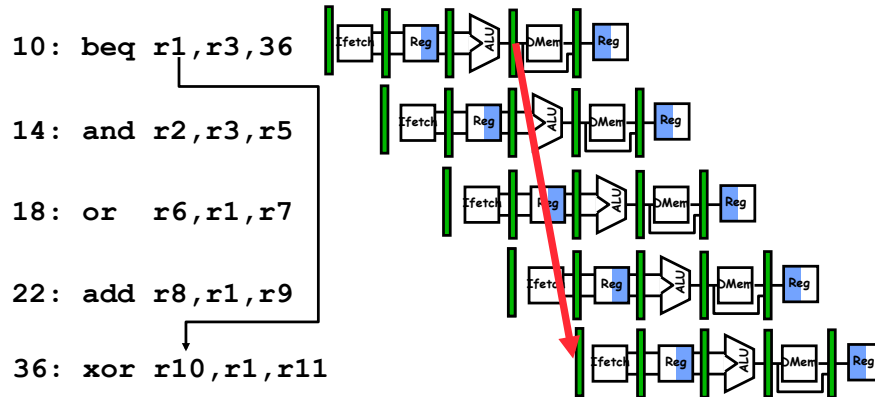 10: beq r1,r3,36
Ifetch Reg ALU DMem Reg
14: and r2,r3,r5
Ifetch Reg ALU DMem Reg
18: or r6,r1,r7
Ifetch Reg ALU DMem Reg
22: add r8,r1,r9
Ifetch Reg ALU DMem Reg
36: xor r10,r1,r11
Ifetch Reg ALU DMem Reg